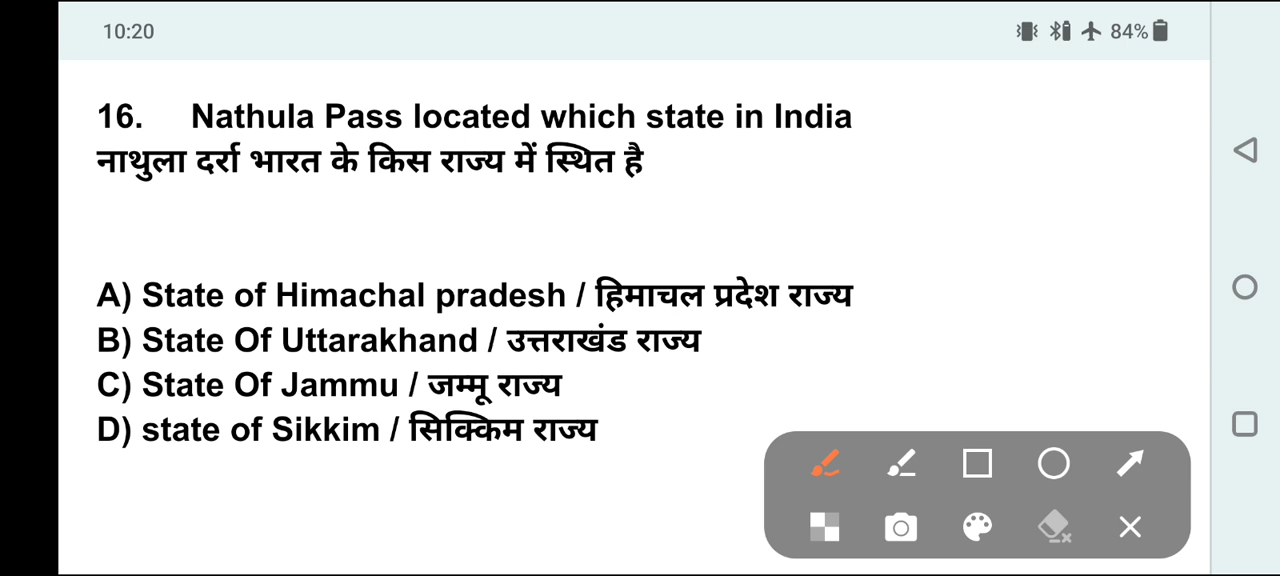 10:20
84%
16. Nathula Pass located which state in India
नाथुला दर्रा भारत के किस राज्य में स्थित है
A) State of Himachal pradesh / हिमाचल प्रदेश राज्य
B) State Of Uttarakhand / उत्तराखंड राज्य
C) State Of Jammu / जम्मू राज्य
D) state of Sikkim / सिक्किम राज्य